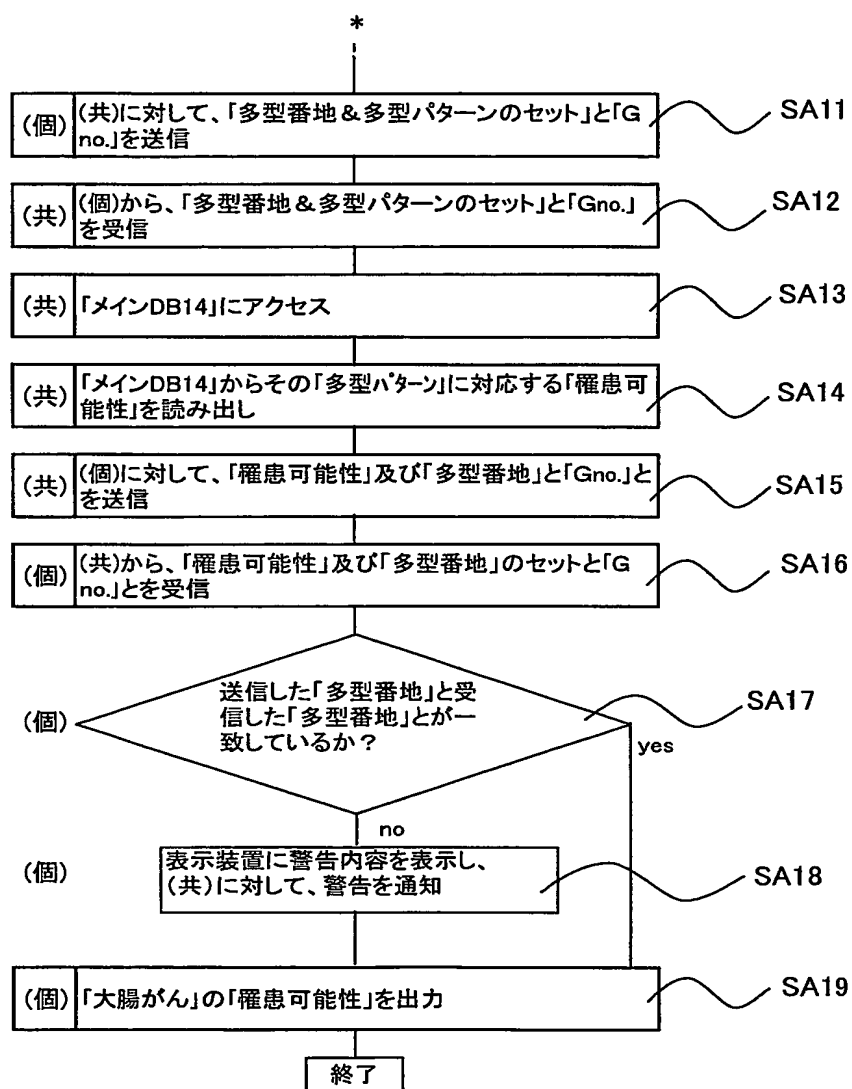 *
(個) (共)に対して、「多型番地&多型パターンのセット」と「G
no.」を送信
SA11
(共) (個)から、「多型番地&多型パターンのセット」と「Gno.」
を受信
SA12
(共) 「メインDB14」にアクセス
SA13
(共) 「メインDB14」からその「多型パターン」に対応する「罹患可
能性」を読み出し
SA14
(共) (個)に対して、「罹患可能性」及び「多型番地」と「Gno.」と
を送信
SA15
(個) (共)から、「罹患可能性」及び「多型番地」のセットと「G
no.」とを受信
SA16
(個)
送信した「多型番地」と受
信した「多型番地」とが一
致しているか?
SA17
yes
no
(個)
表示装置に警告内容を表示し、
(共)に対して、警告を通知
SA18
(個) 「大腸がん」の「罹患可能性」を出力
SA19
終了